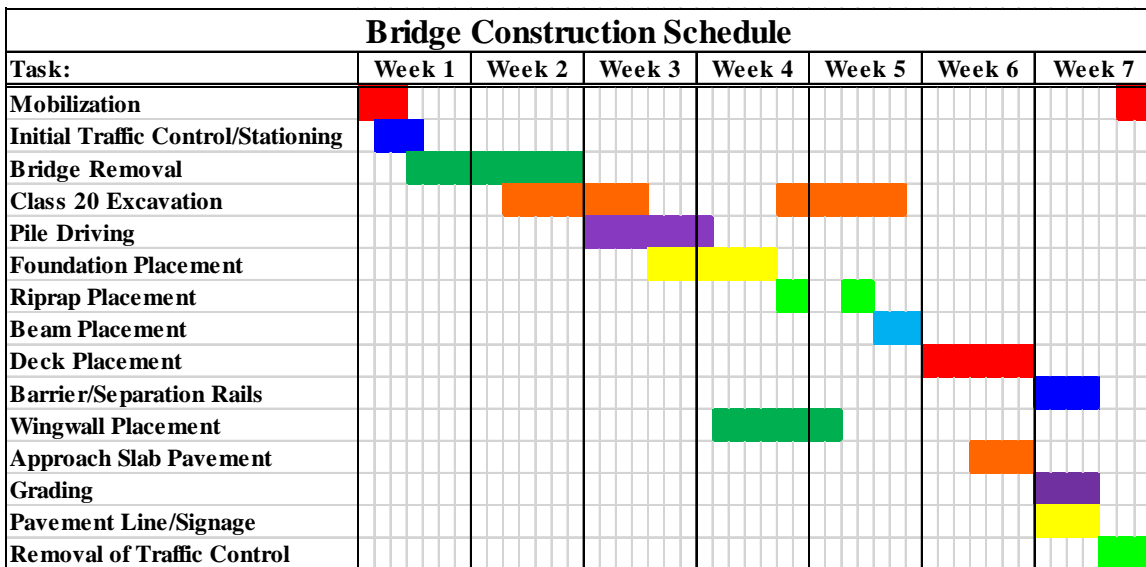 Bridge Construction Schedule
Task: Week 1 Week 2 Week 3 Week 4 Week 5 Week 6 Week 7
Mobilization
Initial Traffic Control/Stationing
Bridge Removal
Class 20 Excavation
Pile Driving
Foundation Placement
Riprap Placement
Beam Placement
Deck Placement
Barrier/Separation Rails
Wingwall Placement
Approach Slab Pavement
Grading
Pavement Line/Signage
Removal of Traffic Control